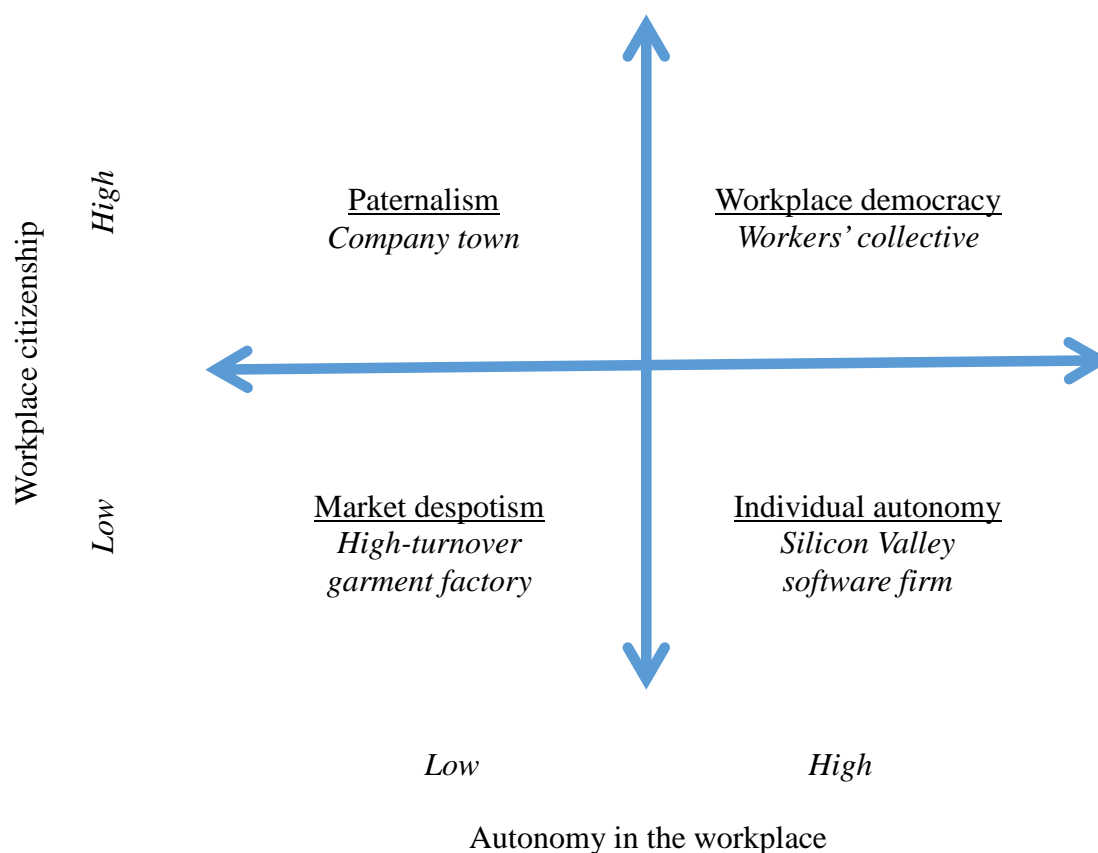 Workplace citizenship
High
Paternalism
Company town
Workplace democracy
Workers’ collective
Low
Market despotism
High-turnover
garment factory
Individual autonomy
Silicon Valley
software firm
Low
High
Autonomy in the workplace